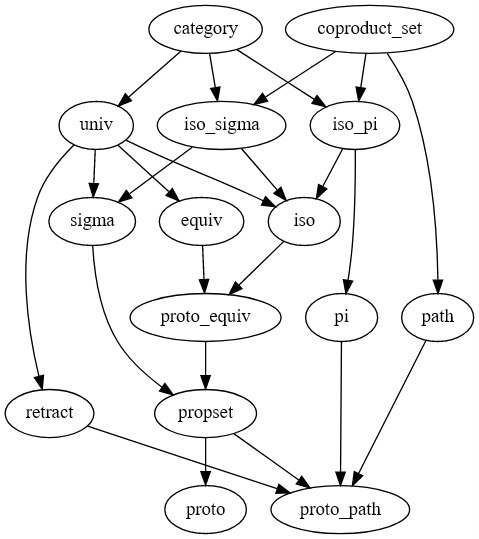 category
coproduct_set
univ
iso_sigma
iso_pi
sigma
equiv
iso
proto_equiv
pi
path
retract
propset
proto
proto_path